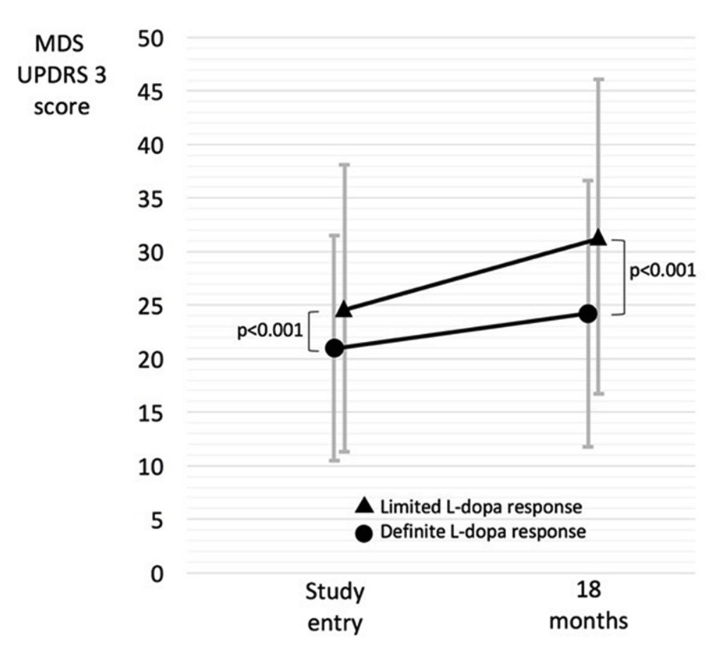 MDS
UPDRS 3
score
50
45
40
35
30
25
20
15
10
5
0
p<0.001
p<0.001
Limited L-dopa response
Definite L-dopa response
Study
entry
18
months